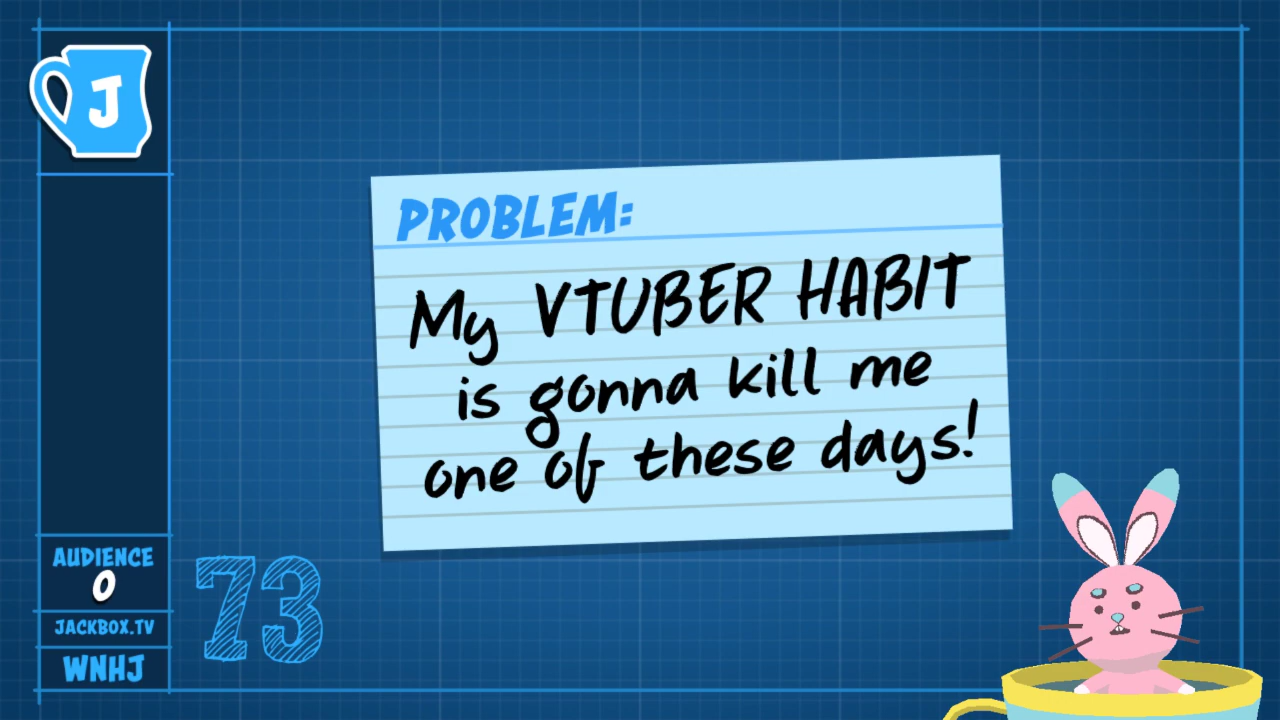 J
PROBLEM:
My VTUBER HABIT
is gonna kill me
one of these days!
AUDIENCE
0
JACKBOX.TV
WNHJ
73